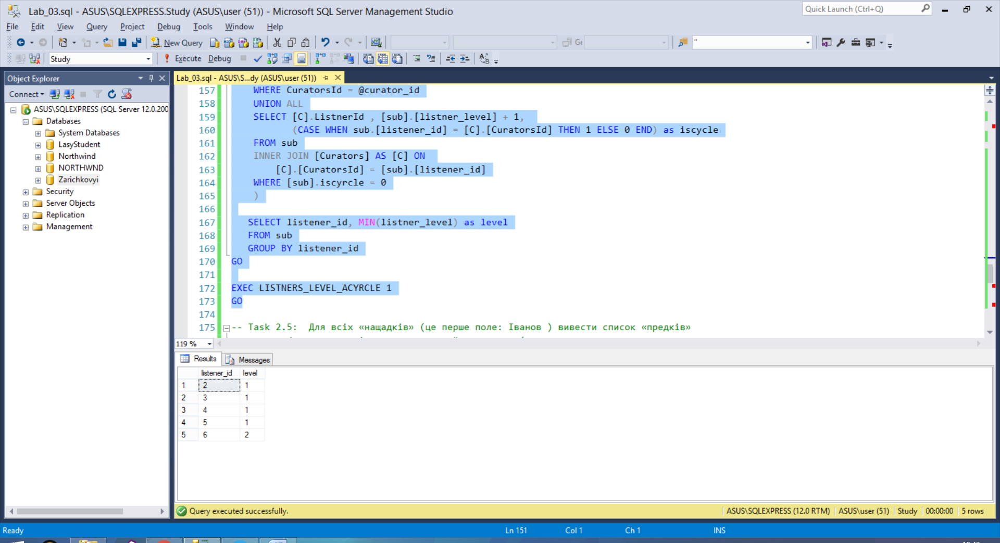 Lab_03.sql - ASUS\SQLEXPRESS.Study (ASUS\user (51)) - Microsoft SQL Server Management Studio
Quick Launch (Ctrl+Q)
File Edit View Query Project Debug Tools Window Help
New Query
"
Study
Execute Debug
Object Explorer
Connect
ASUS\SQLEXPRESS (SQL Server 12.0.200
Databases
System Databases
LasyStudent
Northwind
NORTHWND
Zarichkovyi
Security
Server Objects
Replication
Management
Lab_03.sql - ASUS\S...dy (ASUS\user (51))
157 WHERE CuratorsId = @curator_id
158 UNION ALL
159 SELECT [C].ListnerId , [sub].[listner_level] + 1,
160 (CASE WHEN sub.[listener_id] = [C].[CuratorsId] THEN 1 ELSE 0 END) as iscycle
161 FROM sub
162 INNER JOIN [Curators] AS [C] ON
163 [C].[CuratorsId] = [sub].[listener_id]
164 WHERE [sub].iscyrcle = 0
165 )
166
167 SELECT listener_id, MIN(listner_level) as level
168 FROM sub
169 GROUP BY listener_id
170 GO
171
172 EXEC LISTNERS_LEVEL_ACYRCLE 1
173 GO
174
175 -- Task 2.5: Для всіх «нащадків» (це перше поле: Іванов ) вивести список «предків»
119 %
Results Messages
listener_id level
1 2 1
2 3 1
3 4 1
4 5 1
5 6 2
Query executed successfully.
ASUS\SQLEXPRESS (12.0 RTM) ASUS\user (51) Study 00:00:00 5 rows
Ready
Ln 151 Col 1 Ch 1 INS